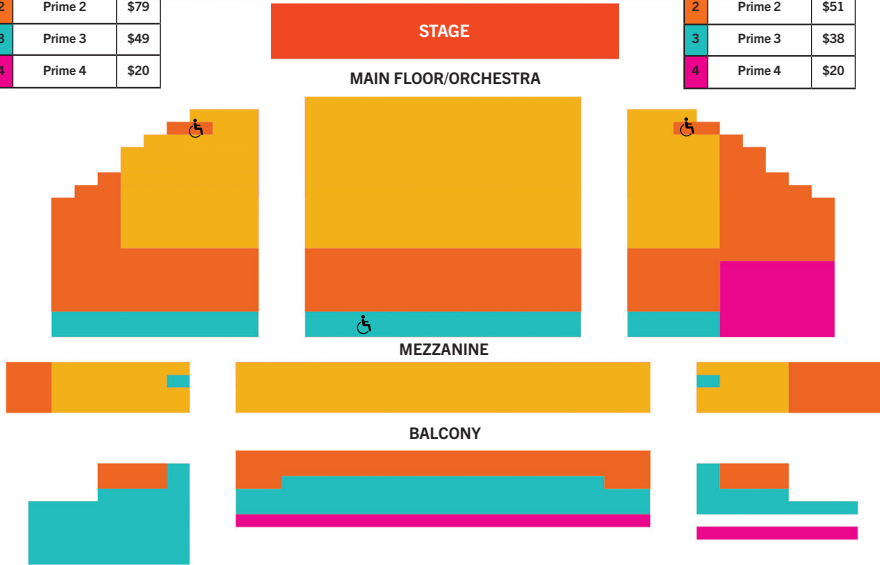 2 Prime 2 $79
3 Prime 3 $49
4 Prime 4 $20
2 Prime 2 $51
3 Prime 3 $38
4 Prime 4 $20
STAGE
MAIN FLOOR/ORCHESTRA
MEZZANINE
BALCONY